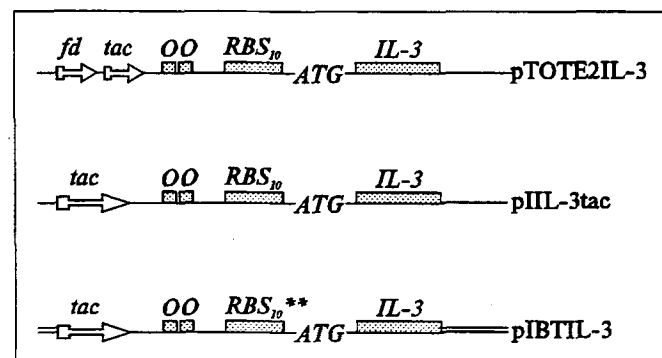 fd tac OO RBS10 ATG IL-3 pTOTE2IL-3
tac OO RBS10 ATG IL-3 pIIL-3tac
tac OO RBS10** ATG IL-3 pIBTIL-3